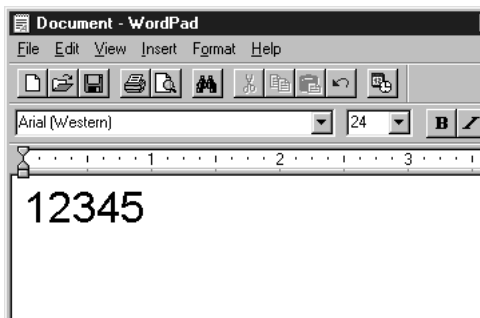 Document - WordPad
File Edit View Insert Format Help
Arial (Western) 24 B I
1 2 3
12345